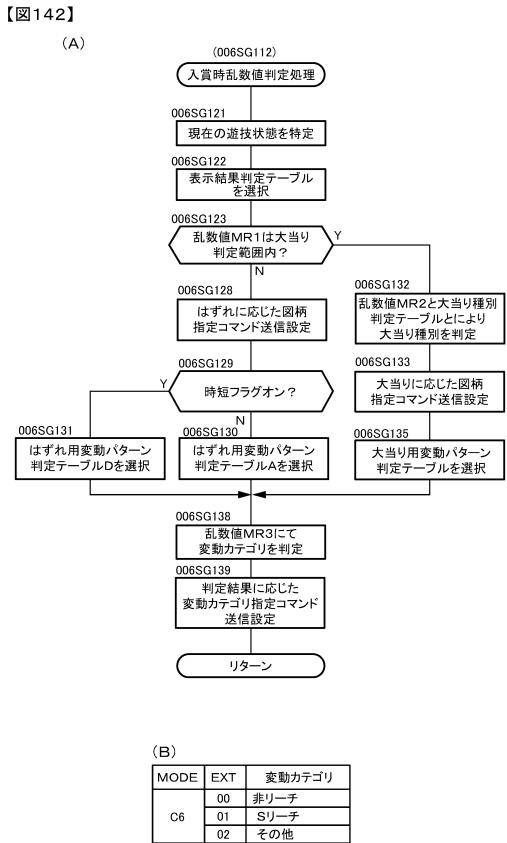 【図142】
(A)
(006SG112)
入賞時乱数値判定処理
006SG121
現在の遊技状態を特定
006SG122
表示結果判定テーブル
を選択
006SG123
乱数値MR1は大当り
判定範囲内？
Y
N
006SG132
乱数値MR2と大当り種別
判定テーブルとにより
大当り種別を判定
006SG128
はずれに応じた図柄
指定コマンド送信設定
006SG133
大当りに応じた図柄
指定コマンド送信設定
006SG129
時短フラグオン？
Y
N
006SG131
はずれ用変動パターン
判定テーブルDを選択
006SG130
はずれ用変動パターン
判定テーブルAを選択
006SG135
大当り用変動パターン
判定テーブルを選択
006SG138
乱数値MR3にて
変動カテゴリを判定
006SG139
判定結果に応じた
変動カテゴリ指定コマンド
送信設定
リターン
(B)
MODE EXT 変動カテゴリ
C6 00 非リーチ
01 Sリーチ
02 その他